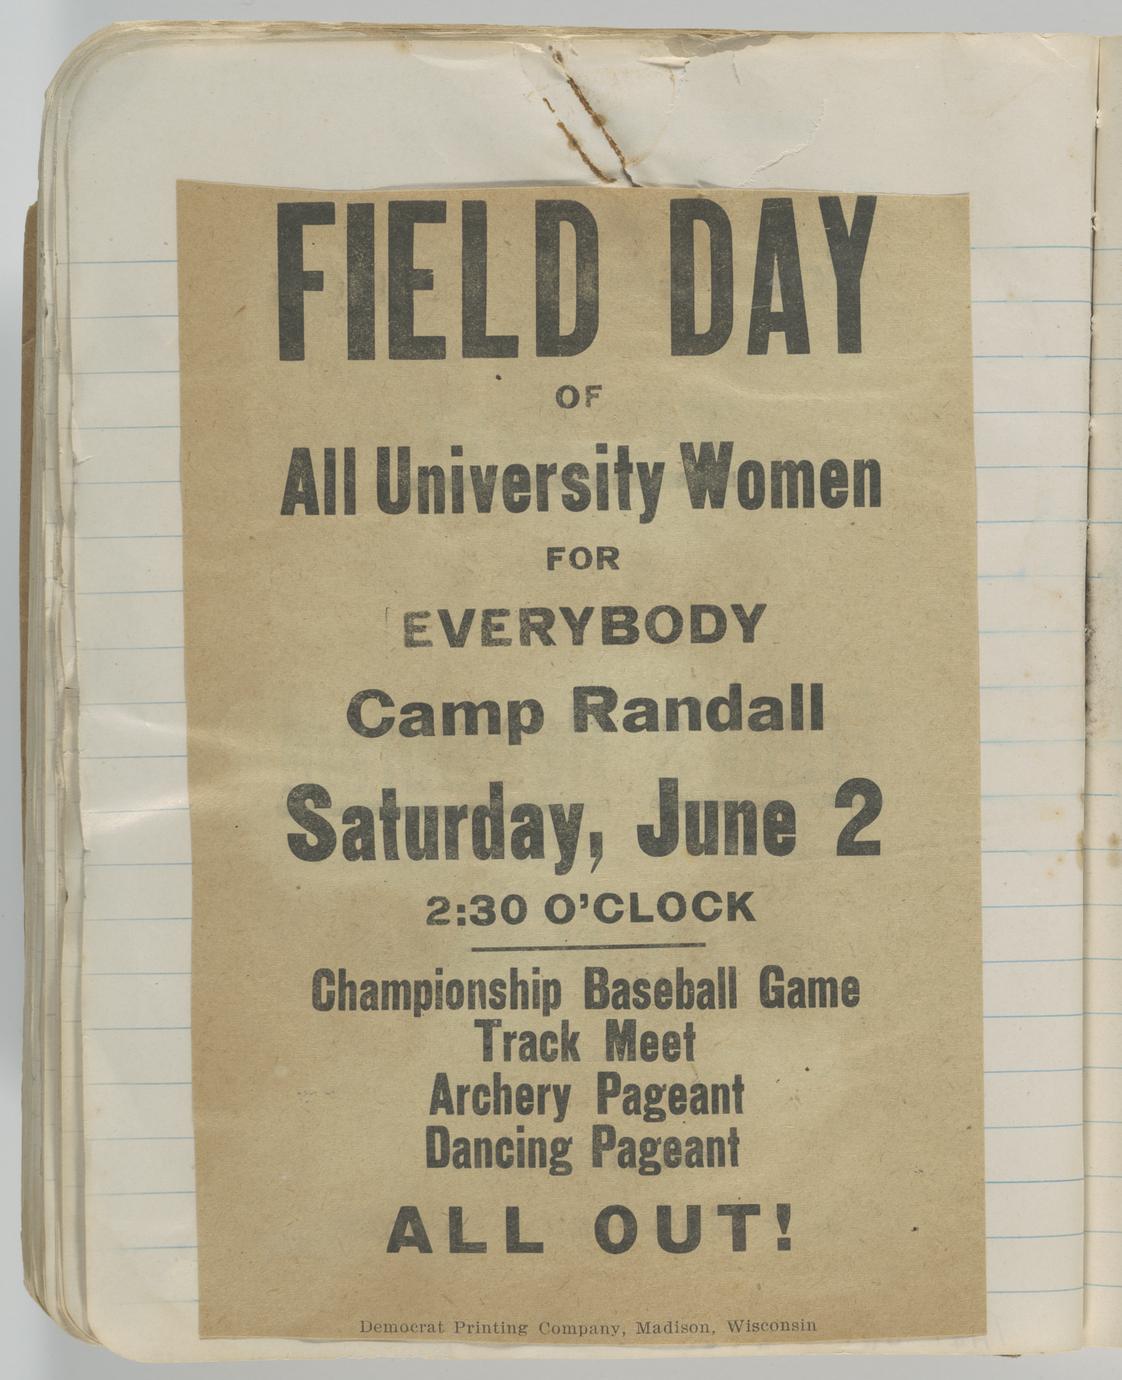 FIELD DAY
OF
All University Women
FOR
EVERYBODY
Camp Randall
Saturday, June 2
2:30 O'CLOCK
Championship Baseball Game
Track Meet
Archery Pageant
Dancing Pageant
ALL OUT!
Democrat Printing Company, Madison, Wisconsin